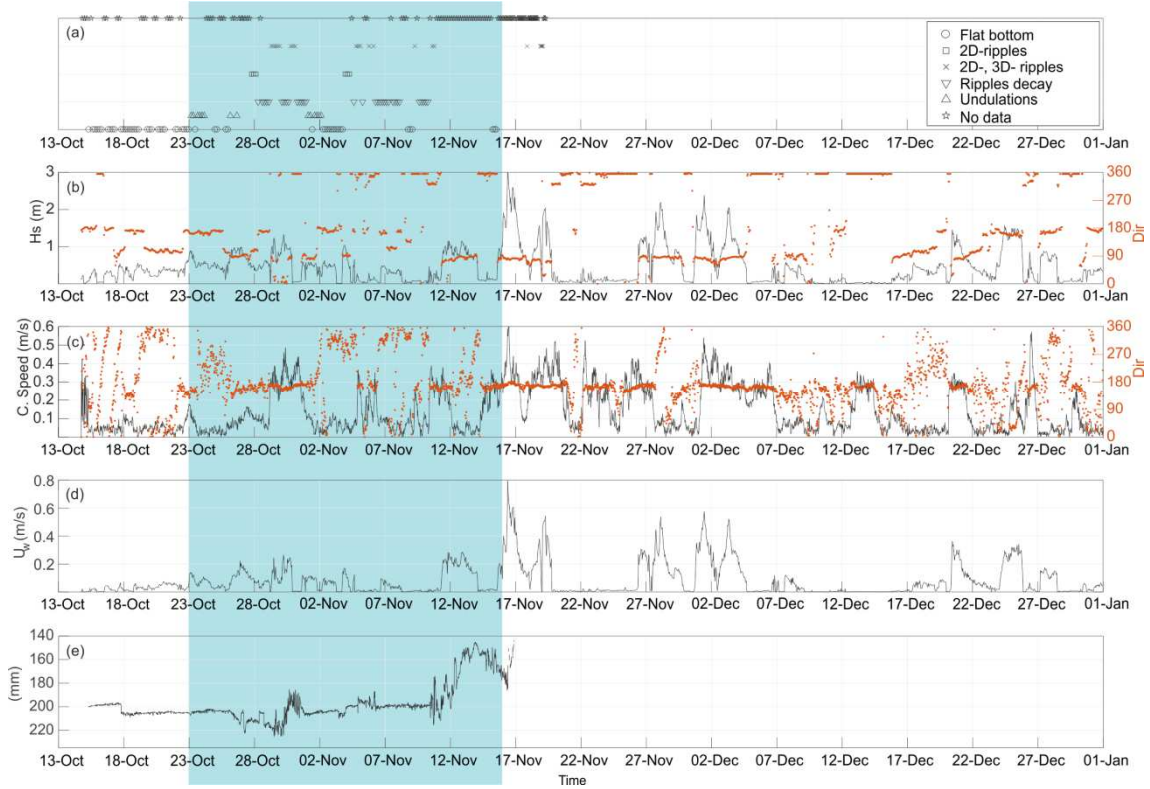 (a)
Flat bottom
2D-ripples
2D-, 3D- ripples
Ripples decay
Undulations
No data
13-Oct 18-Oct 23-Oct 28-Oct 02-Nov 07-Nov 12-Nov 17-Nov 22-Nov 27-Nov 02-Dec 07-Dec 12-Dec 17-Dec 22-Dec 27-Dec 01-Jan
(b)
Hs (m)
3
2
1
360
270
180
90
0
Dir
13-Oct 18-Oct 23-Oct 28-Oct 02-Nov 07-Nov 12-Nov 17-Nov 22-Nov 27-Nov 02-Dec 07-Dec 12-Dec 17-Dec 22-Dec 27-Dec 01-Jan
(c)
C. Speed (m/s)
0.6
0.5
0.4
0.3
0.2
0.1
360
270
180
90
0
Dir
13-Oct 18-Oct 23-Oct 28-Oct 02-Nov 07-Nov 12-Nov 17-Nov 22-Nov 27-Nov 02-Dec 07-Dec 12-Dec 17-Dec 22-Dec 27-Dec 01-Jan
(d)
Uw (m/s)
0.8
0.6
0.4
0.2
13-Oct 18-Oct 23-Oct 28-Oct 02-Nov 07-Nov 12-Nov 17-Nov 22-Nov 27-Nov 02-Dec 07-Dec 12-Dec 17-Dec 22-Dec 27-Dec 01-Jan
(e)
(mm)
140
160
180
200
220
13-Oct 18-Oct 23-Oct 28-Oct 02-Nov 07-Nov 12-Nov 17-Nov 22-Nov 27-Nov 02-Dec 07-Dec 12-Dec 17-Dec 22-Dec 27-Dec 01-Jan
Time